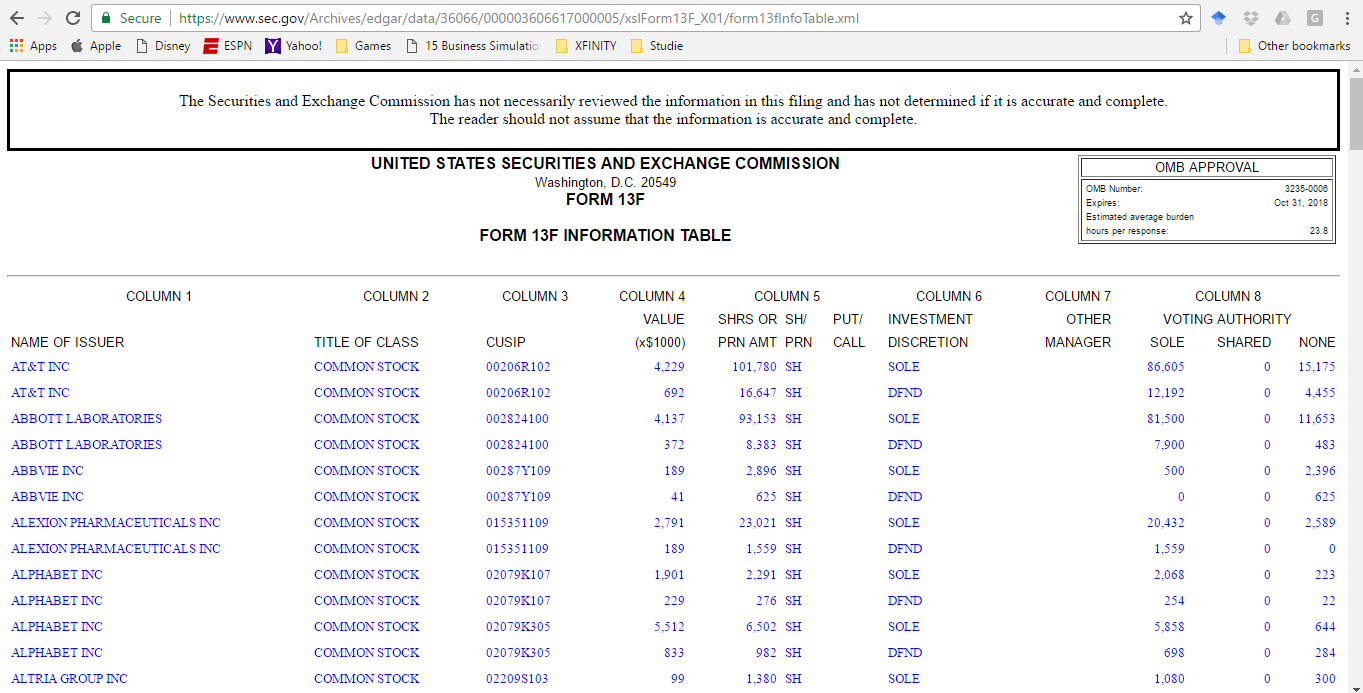 Secure https://www.sec.gov/Archives/edgar/data/36066/000003606617000005/xslForm13F_X01/form13fInfoTable.xml
Apps Apple Disney ESPN Yahoo! Games 15 Business Simulatio XFINITY Studie Other bookmarks
The Securities and Exchange Commission has not necessarily reviewed the information in this filing and has not determined if it is accurate and complete.
The reader should not assume that the information is accurate and complete.
UNITED STATES SECURITIES AND EXCHANGE COMMISSION
Washington, D.C. 20549
FORM 13F
FORM 13F INFORMATION TABLE
OMB APPROVAL
OMB Number: 3235-0006
Expires: Oct 31, 2018
Estimated average burden
hours per response: 23.8
COLUMN 1 COLUMN 2 COLUMN 3 COLUMN 4 COLUMN 5 COLUMN 6 COLUMN 7 COLUMN 8
VALUE SHRS OR SH/ PUT/ INVESTMENT OTHER VOTING AUTHORITY
NAME OF ISSUER TITLE OF CLASS CUSIP (x$1000) PRN AMT PRN CALL DISCRETION MANAGER SOLE SHARED NONE
AT&T INC COMMON STOCK 00206R102 4,229 101,780 SH SOLE 86,605 0 15,175
AT&T INC COMMON STOCK 00206R102 692 16,647 SH DFND 12,192 0 4,455
ABBOTT LABORATORIES COMMON STOCK 002824100 4,137 93,153 SH SOLE 81,500 0 11,653
ABBOTT LABORATORIES COMMON STOCK 002824100 372 8,383 SH DFND 7,900 0 483
ABBVIE INC COMMON STOCK 00287Y109 189 2,896 SH SOLE 500 0 2,396
ABBVIE INC COMMON STOCK 00287Y109 41 625 SH DFND 0 0 625
ALEXION PHARMACEUTICALS INC COMMON STOCK 015351109 2,791 23,021 SH SOLE 20,432 0 2,589
ALEXION PHARMACEUTICALS INC COMMON STOCK 015351109 189 1,559 SH DFND 1,559 0 0
ALPHABET INC COMMON STOCK 02079K107 1,901 2,291 SH SOLE 2,068 0 223
ALPHABET INC COMMON STOCK 02079K107 229 276 SH DFND 254 0 22
ALPHABET INC COMMON STOCK 02079K305 5,512 6,502 SH SOLE 5,858 0 644
ALPHABET INC COMMON STOCK 02079K305 833 982 SH DFND 698 0 284
ALTRIA GROUP INC COMMON STOCK 02209S103 99 1,380 SH SOLE 1,080 0 300